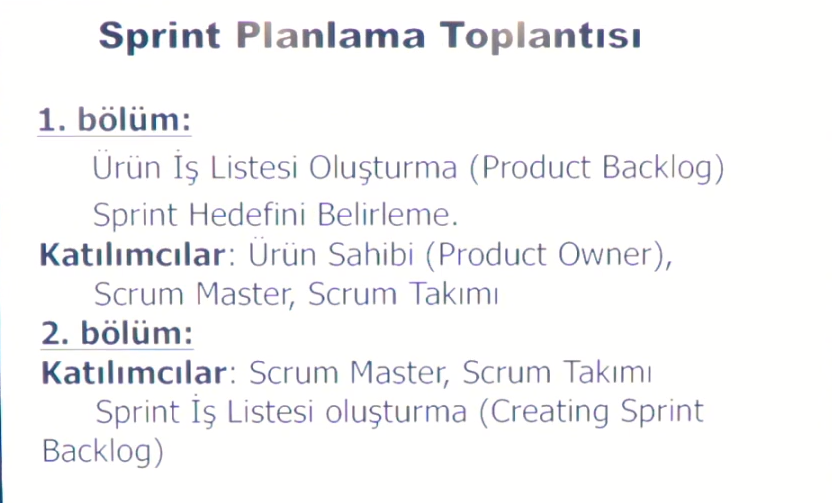 Sprint Planlama Toplantısı
1. bölüm:
Ürün İş Listesi Oluşturma (Product Backlog)
Sprint Hedefini Belirleme.
Katılımcılar: Ürün Sahibi (Product Owner),
Scrum Master, Scrum Takımı
2. bölüm:
Katılımcılar: Scrum Master, Scrum Takımı
Sprint İş Listesi oluşturma (Creating Sprint
Backlog)